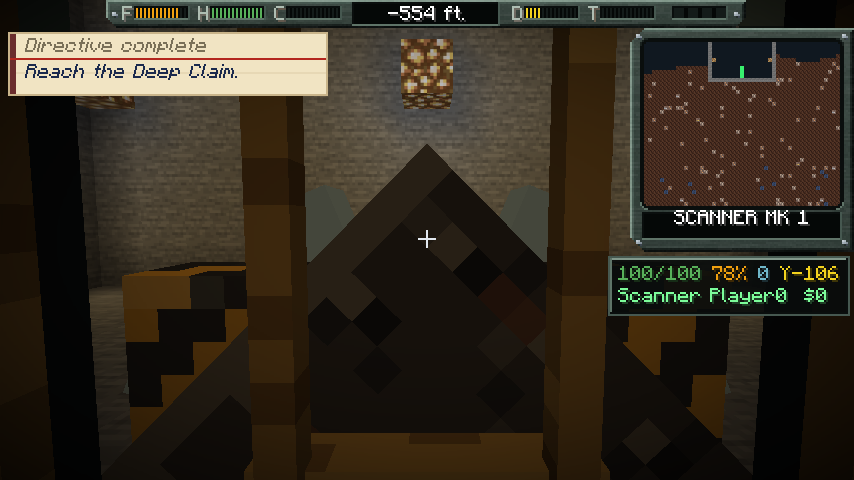 F H C -554 ft. D T
Directive complete
Reach the Deep Claim.
SCANNER MK 1
100/100 78% 0 Y-106
Scanner Player0 $0